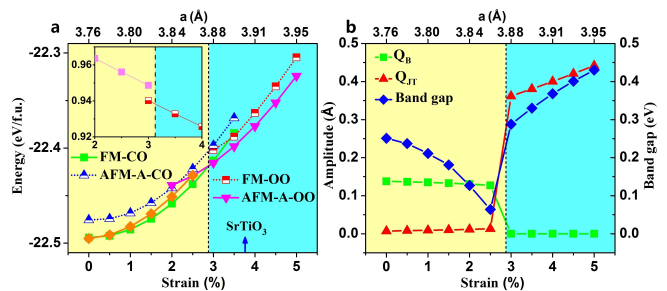 a (Å)
3.76 3.80 3.84 3.88 3.91 3.95
a
-22.3
-22.4
-22.5
Energy (eV/f.u.)
0.96
0.94
0.92
2 3 4
FM-CO
AFM-A-CO
FM-OO
AFM-A-OO
SrTiO3
0 1 2 3 4 5
Strain (%)
a (Å)
3.76 3.80 3.84 3.88 3.91 3.95
b
0.5
0.4
0.3
0.2
0.1
0.0
Amplitude (Å)
QB
QJT
Band gap
0.5
0.4
0.3
0.2
0.1
0.0
Band gap (eV)
0 1 2 3 4 5
Strain (%)